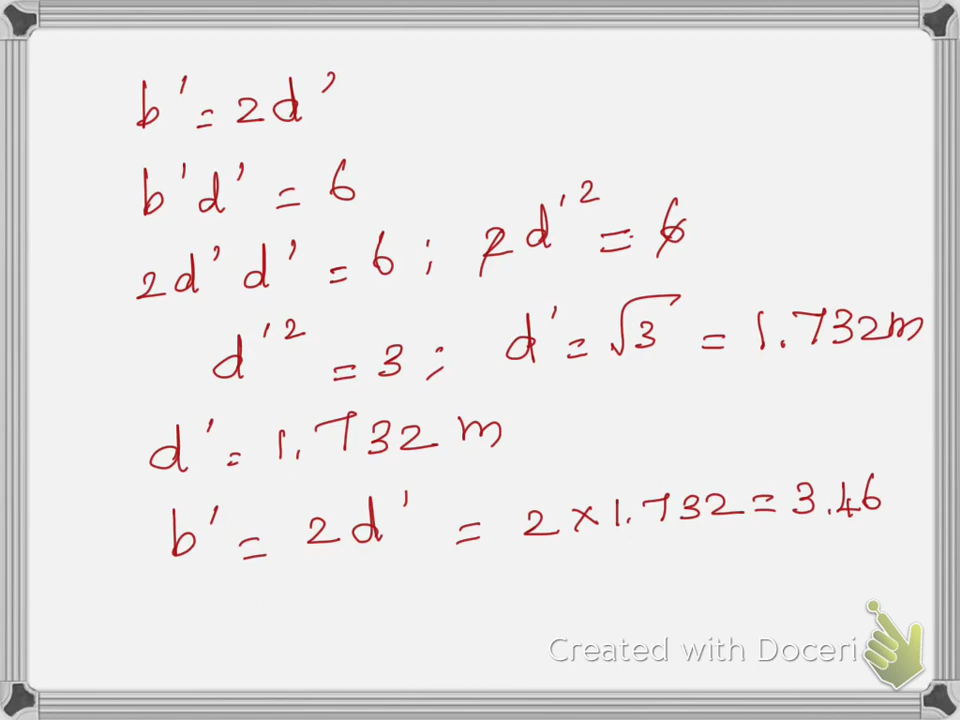 b' = 2d'
b'd' = 6
2d'd' = 6 ; 2d'² = 6
d'² = 3 ; d' = √3 = 1.732m
d' = 1.732 m
b' = 2d' = 2 × 1.732 = 3.46
Created with Doceri